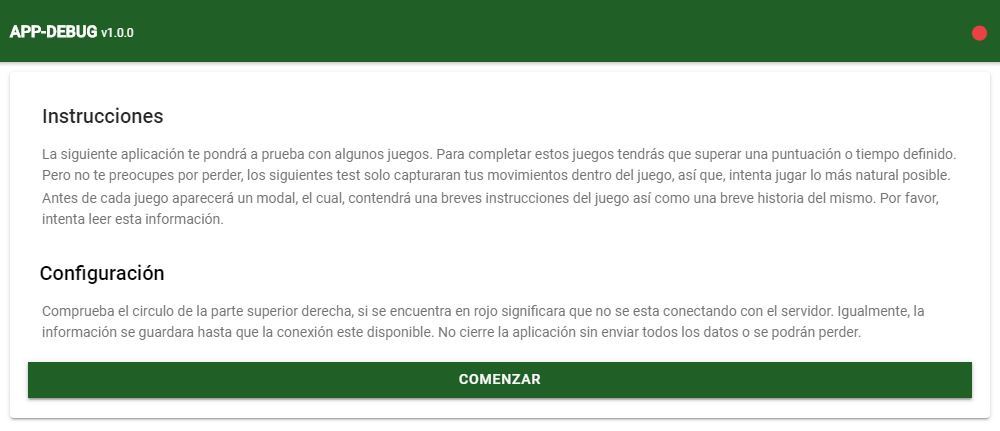 APP-DEBUG v1.0.0
Instrucciones
La siguiente aplicación te pondrá a prueba con algunos juegos. Para completar estos juegos tendrás que superar una puntuación o tiempo definido.
Pero no te preocupes por perder, los siguientes test solo capturaran tus movimientos dentro del juego, así que, intenta jugar lo más natural posible.
Antes de cada juego aparecerá un modal, el cual, contendrá una breves instrucciones del juego así como una breve historia del mismo. Por favor,
intenta leer esta información.
Configuración
Comprueba el circulo de la parte superior derecha, si se encuentra en rojo significara que no se esta conectando con el servidor. Igualmente, la
información se guardara hasta que la conexión este disponible. No cierre la aplicación sin enviar todos los datos o se podrán perder.
COMENZAR